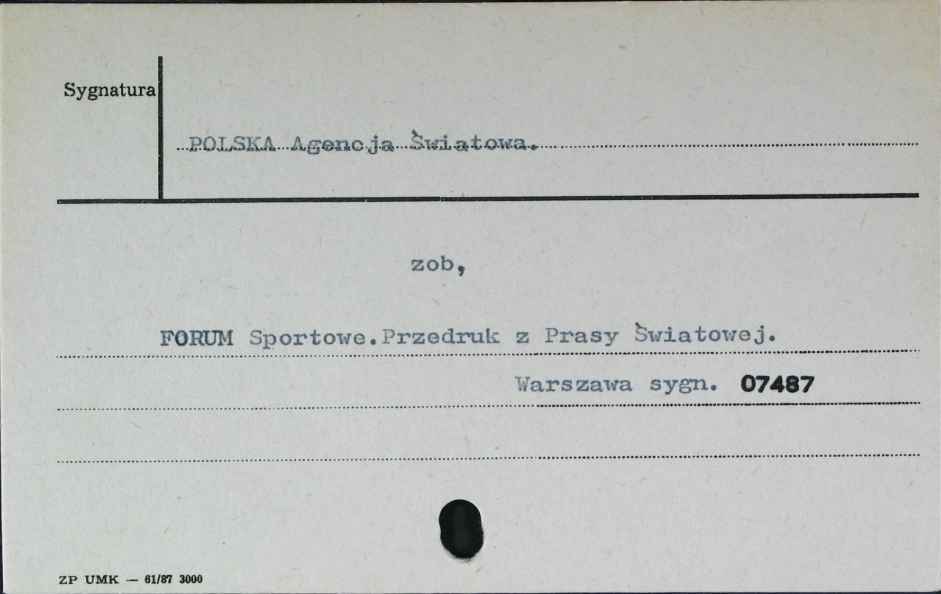 Sygnatura
POLSKA Agencja Światowa.
zob,
FORUM Sportowe.Przedruk z Prasy Światowej.
Warszawa sygn. 07487
ZP UMK — 61/87 3000